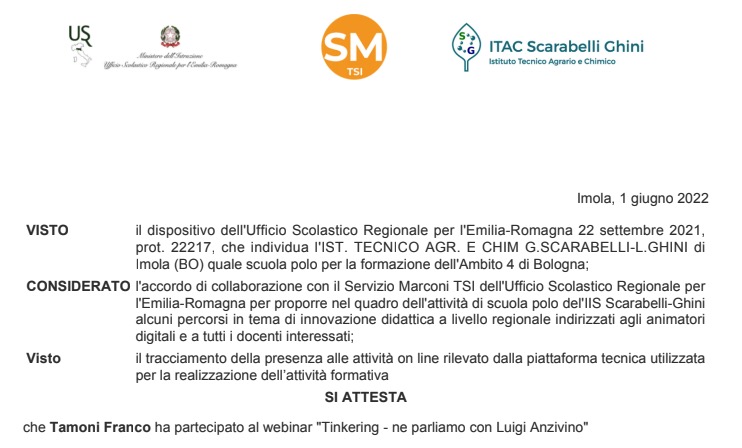 US
R
Ministero dell'Istruzione
Ufficio Scolastico Regionale per l'Emilia-Romagna
SM
TSI
S
G
ITAC Scarabelli Ghini
Istituto Tecnico Agrario e Chimico
Imola, 1 giugno 2022
VISTO il dispositivo dell'Ufficio Scolastico Regionale per l'Emilia-Romagna 22 settembre 2021,
prot. 22217, che individua l'IST. TECNICO AGR. E CHIM G.SCARABELLI-L.GHINI di
Imola (BO) quale scuola polo per la formazione dell'Ambito 4 di Bologna;
CONSIDERATO l'accordo di collaborazione con il Servizio Marconi TSI dell'Ufficio Scolastico Regionale per
l'Emilia-Romagna per proporre nel quadro dell'attività di scuola polo del'IIS Scarabelli-Ghini
alcuni percorsi in tema di innovazione didattica a livello regionale indirizzati agli animatori
digitali e a tutti i docenti interessati;
Visto il tracciamento della presenza alle attività on line rilevato dalla piattaforma tecnica utilizzata
per la realizzazione dell'attività formativa
SI ATTESTA
che Tamoni Franco ha partecipato al webinar "Tinkering - ne parliamo con Luigi Anzivino"